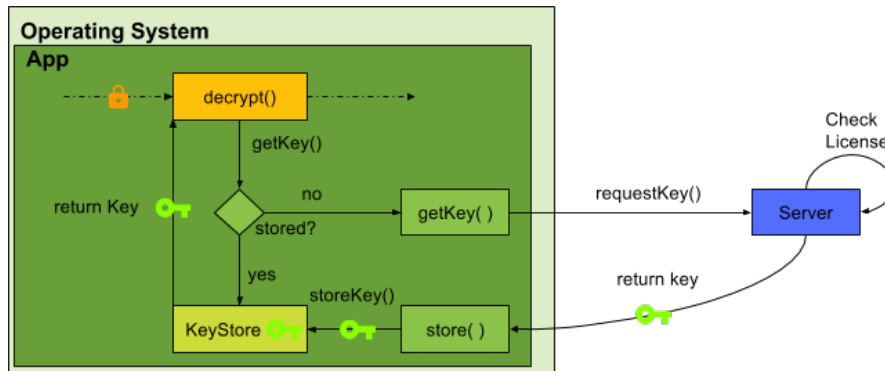 Operating System
App
decrypt()
getKey()
Check
License
return Key
no
requestKey()
stored?
getKey( )
Server
yes
return key
storeKey()
KeyStore
store( )